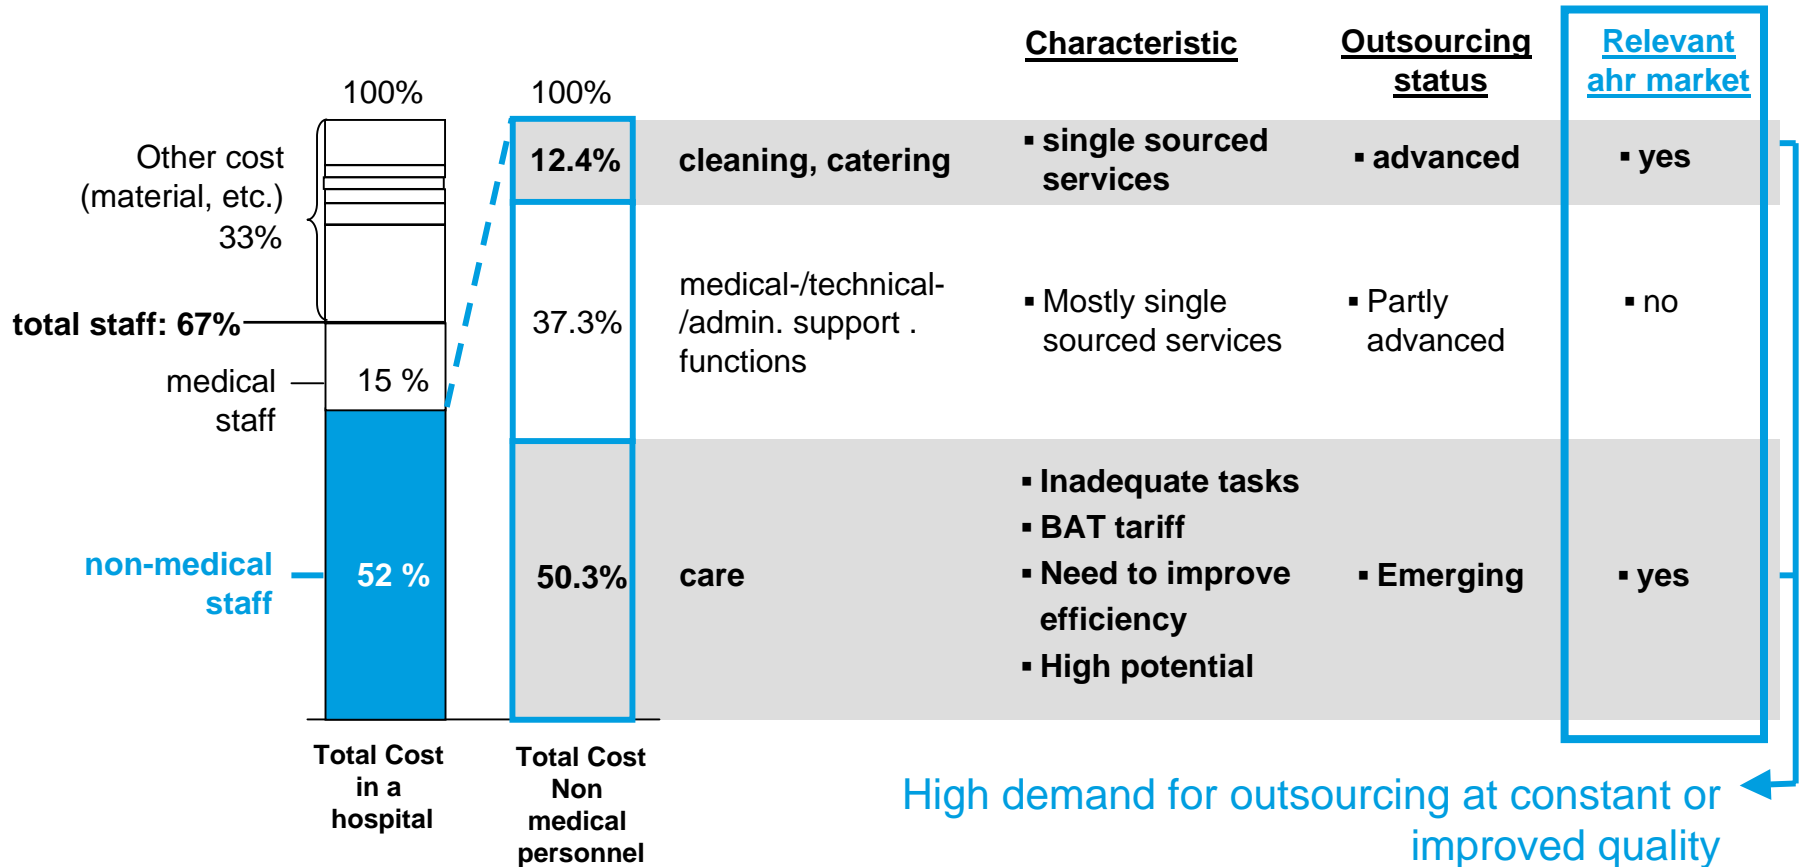 Characteristic
Outsourcing
status
Relevant
ahr market
100%
100%
Other cost
(material, etc.)
33%
total staff: 67%
medical
staff
15 %
non-medical
staff
52 %
12.4%
cleaning, catering
▪ single sourced
services
▪ advanced
▪ yes
37.3%
medical-/technical-
/admin. support .
functions
▪ Mostly single
sourced services
▪ Partly
advanced
▪ no
50.3%
care
▪ Inadequate tasks
▪ BAT tariff
▪ Need to improve
efficiency
▪ High potential
▪ Emerging
▪ yes
Total Cost
in a
hospital
Total Cost
Non
medical
personnel
High demand for outsourcing at constant or
improved quality